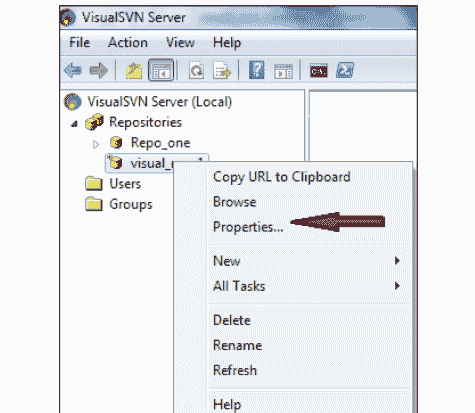 VisualSVN Server
File Action View Help
VisualSVN Server (Local)
Repositories
Repo_one
Users
Groups
Copy URL to Clipboard
Browse
Properties...
New
All Tasks
Delete
Rename
Refresh
Help